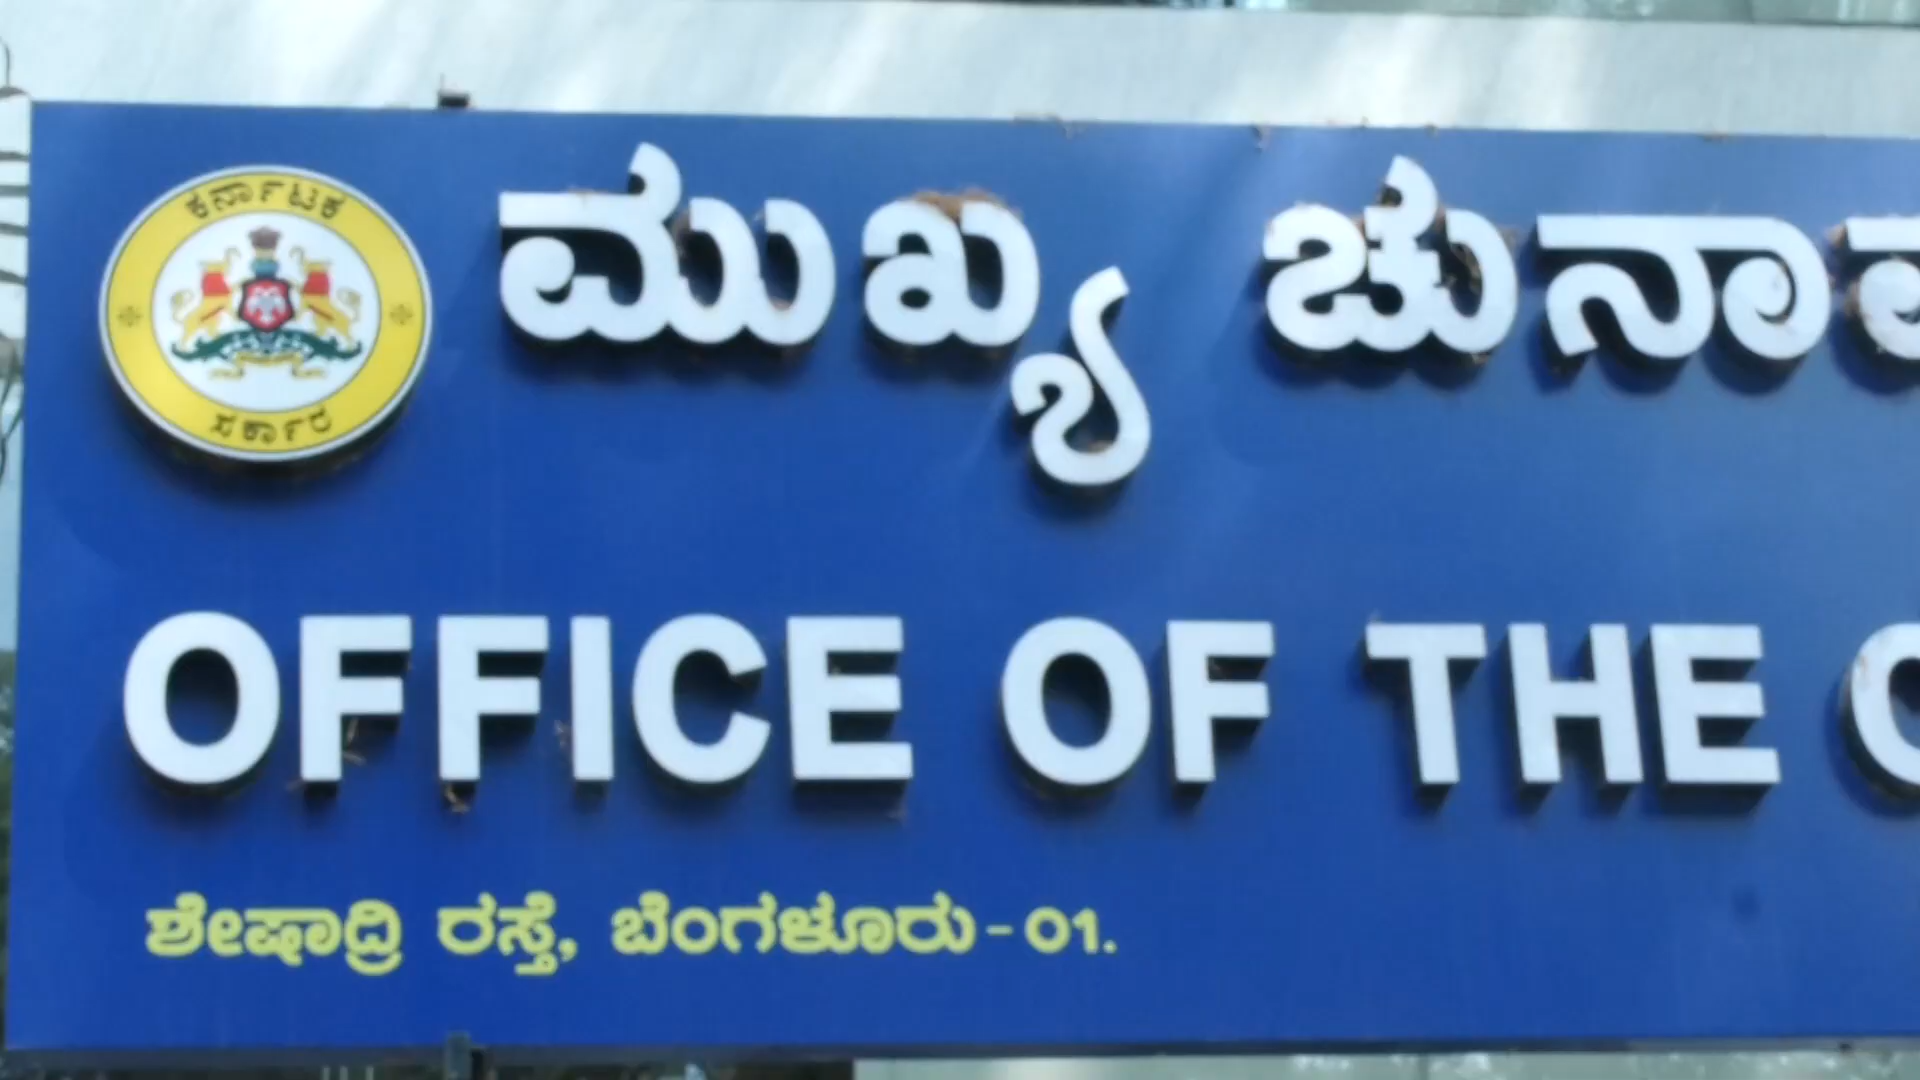 ಕರ್ನಾಟಕ
ಸರ್ಕಾರ
ಮುಖ್ಯ ಚುನಾವ
OFFICE OF THE C
ಶೇಷಾದ್ರಿ ರಸ್ತೆ, ಬೆಂಗಳೂರು - 01.